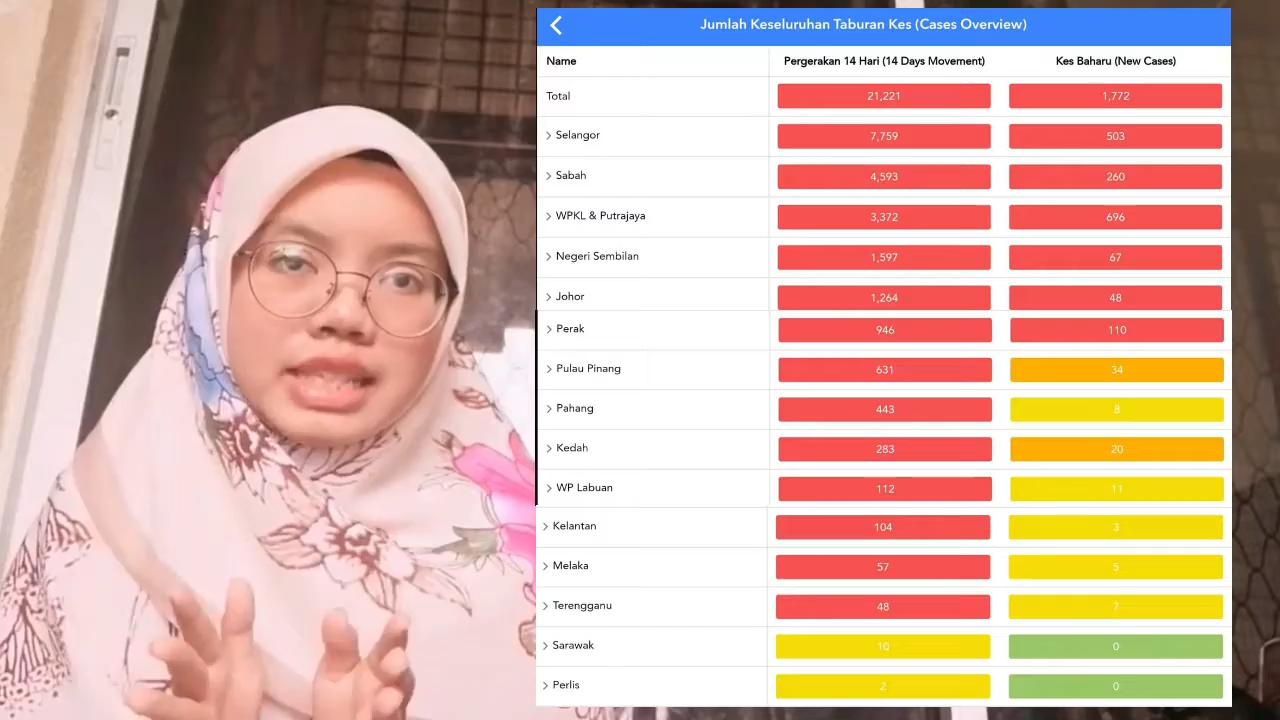 Jumlah Keseluruhan Taburan Kes (Cases Overview)
Name Pergerakan 14 Hari (14 Days Movement) Kes Baharu (New Cases)
Total 21,221 1,772
Selangor 7,759 503
Sabah 4,593 260
WPKL & Putrajaya 3,372 696
Negeri Sembilan 1,597 67
Johor 1,264 48
Perak 946 110
Pulau Pinang 631 34
Pahang 443 8
Kedah 283 20
WP Labuan 112 11
Kelantan 104 3
Melaka 57 5
Terengganu 48 7
Sarawak 10 0
Perlis 2 0